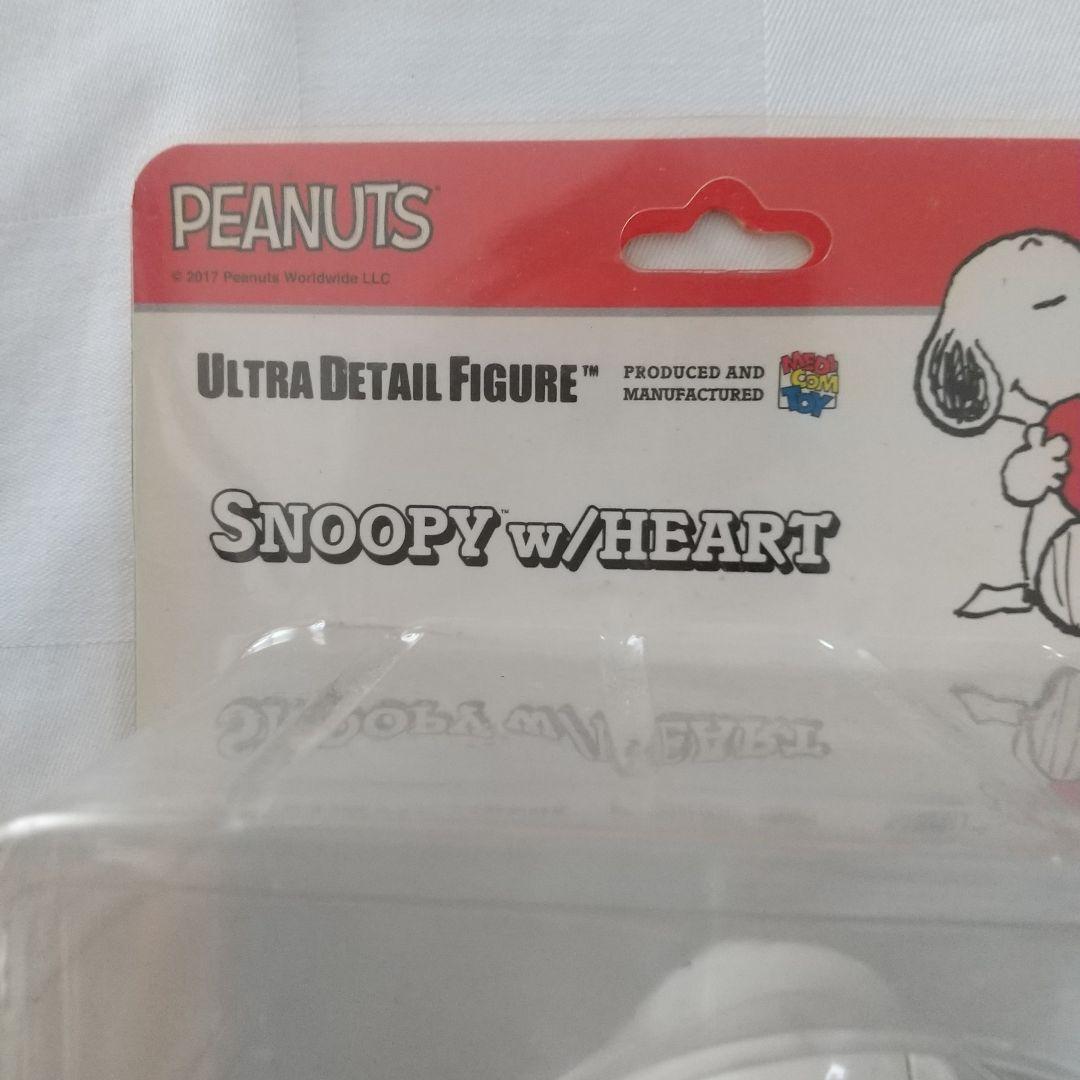 PEANUTS
© 2017 Peanuts Worldwide LLC
ULTRA DETAIL FIGURE™
PRODUCED AND
MANUFACTURED
MEDI
COM
TOY
SNOOPY™ w/HEART